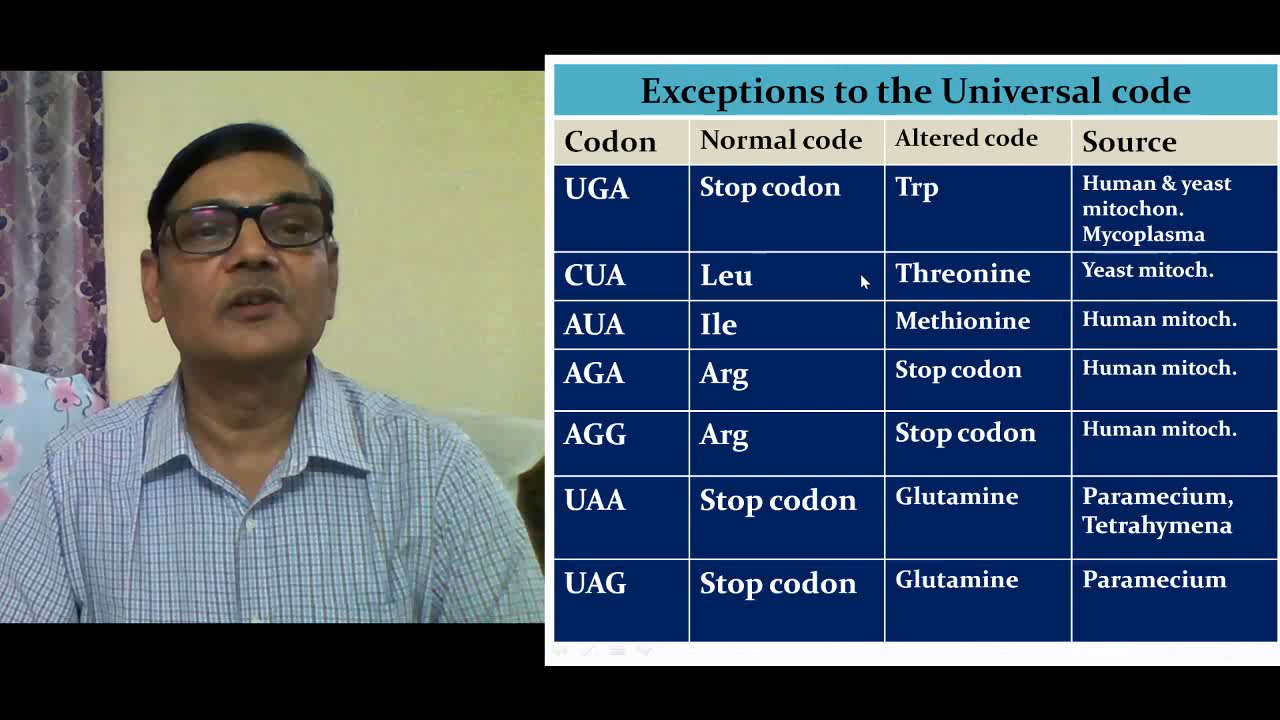 Exceptions to the Universal code
Codon Normal code Altered code Source
UGA Stop codon Trp Human & yeast
mitochon.
Mycoplasma
CUA Leu Threonine Yeast mitoch.
AUA Ile Methionine Human mitoch.
AGA Arg Stop codon Human mitoch.
AGG Arg Stop codon Human mitoch.
UAA Stop codon Glutamine Paramecium,
Tetrahymena
UAG Stop codon Glutamine Paramecium